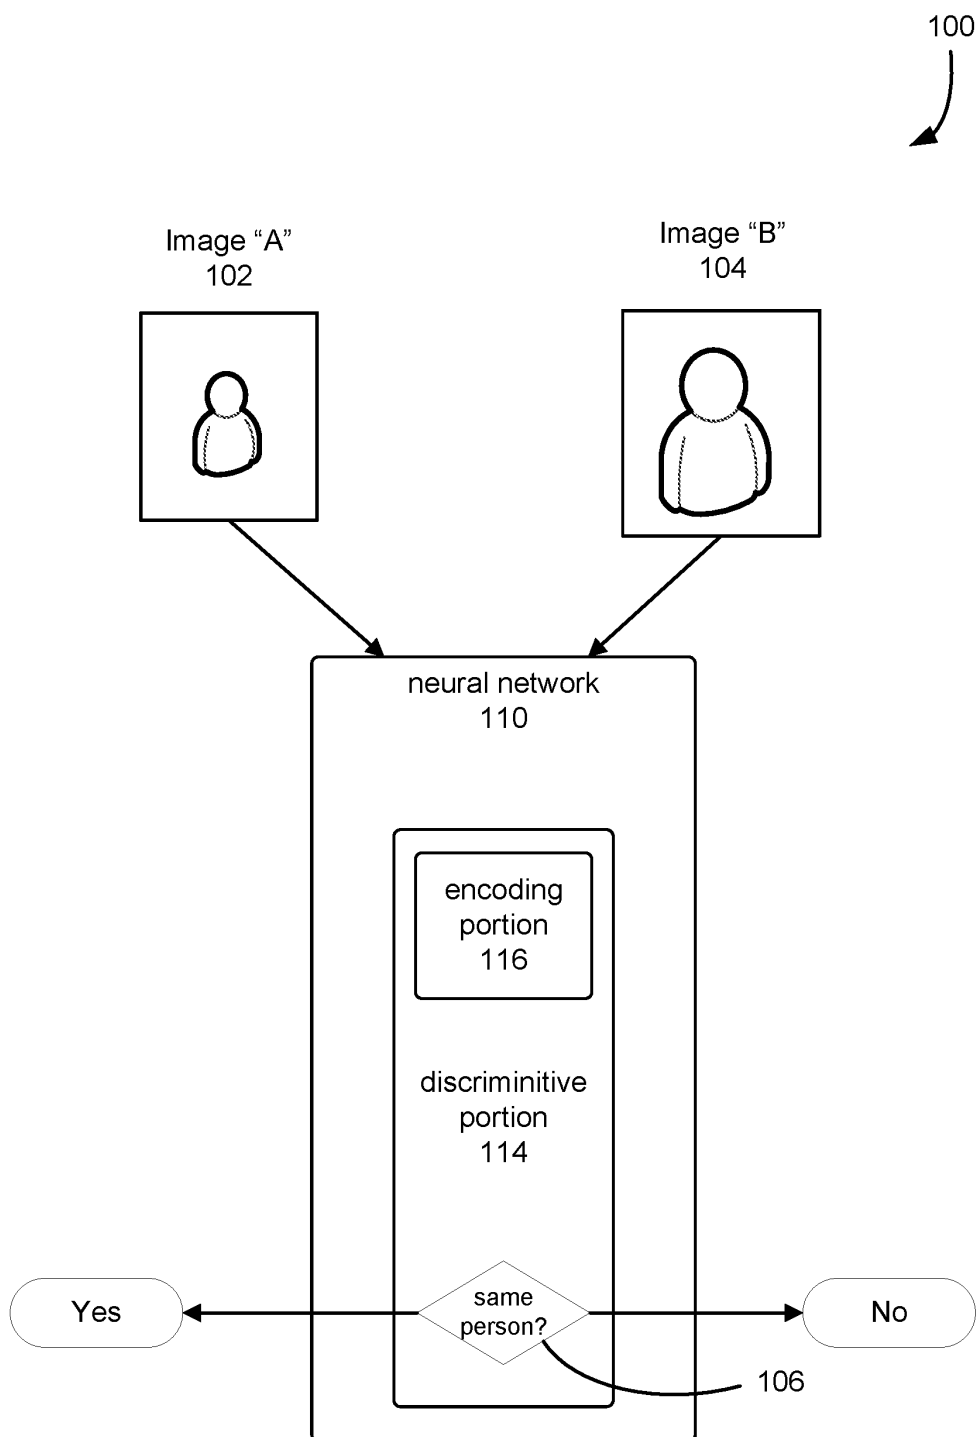 100
Image “A”
102
Image “B”
104
neural network
110
encoding
portion
116
discriminitive
portion
114
Yes
same
person?
No
106